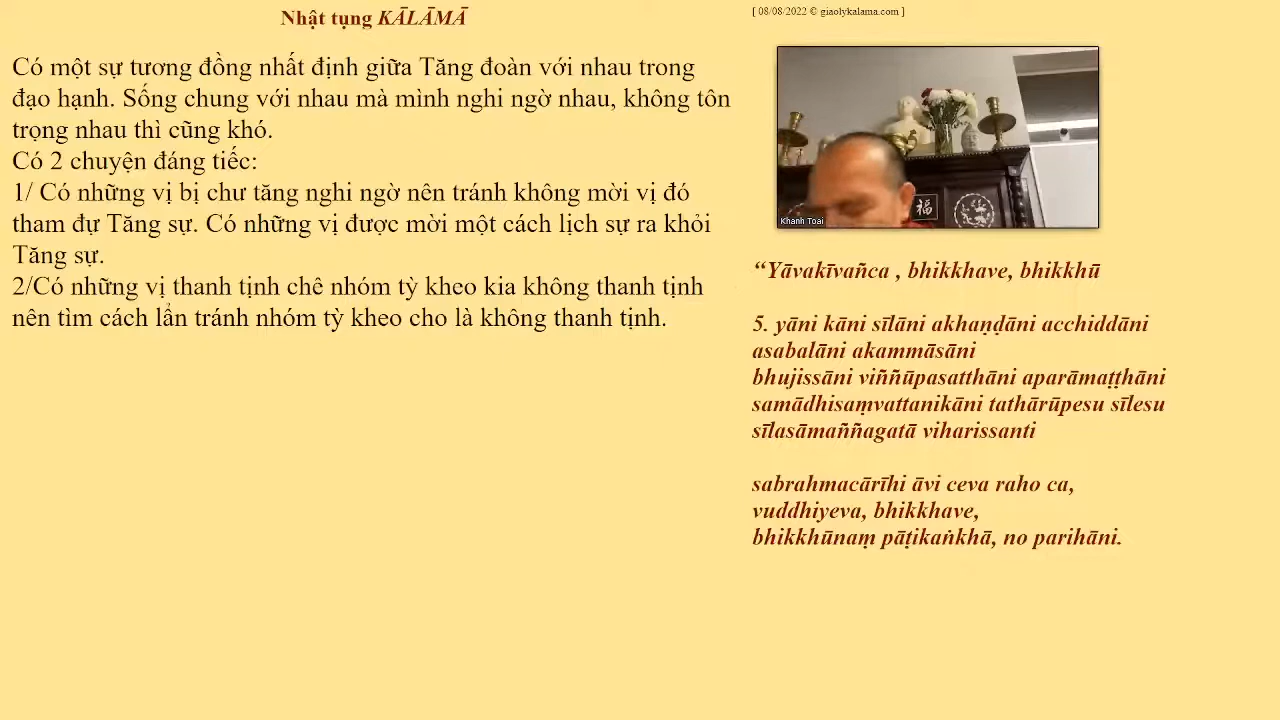 Nhật tụng KĀLĀMĀ
[ 08/08/2022 © giaolykalama.com ]
Có một sự tương đồng nhất định giữa Tăng đoàn với nhau trong
đạo hạnh. Sống chung với nhau mà mình nghi ngờ nhau, không tôn
trọng nhau thì cũng khó.
Có 2 chuyện đáng tiếc:
1/ Có những vị bị chư tăng nghi ngờ nên tránh không mời vị đó
tham đự Tăng sự. Có những vị được mời một cách lịch sự ra khỏi
Tăng sự.
2/Có những vị thanh tịnh chê nhóm tỳ kheo kia không thanh tịnh
nên tìm cách lẩn tránh nhóm tỳ kheo cho là không thanh tịnh.
福
Khanh Toai
“Yāvakīvañca , bhikkhave, bhikkhū
5. yāni kāni sīlāni akhaṇḍāni acchiddāni
asabalāni akammāsāni
bhujissāni viññūpasatthāni aparāmaṭṭhāni
samādhisaṃvattanikāni tathārūpesu sīlesu
sīlasāmaññagatā viharissanti
sabrahmacārīhi āvi ceva raho ca,
vuddhiyeva, bhikkhave,
bhikkhūnaṃ pāṭikaṅkhā, no parihāni.